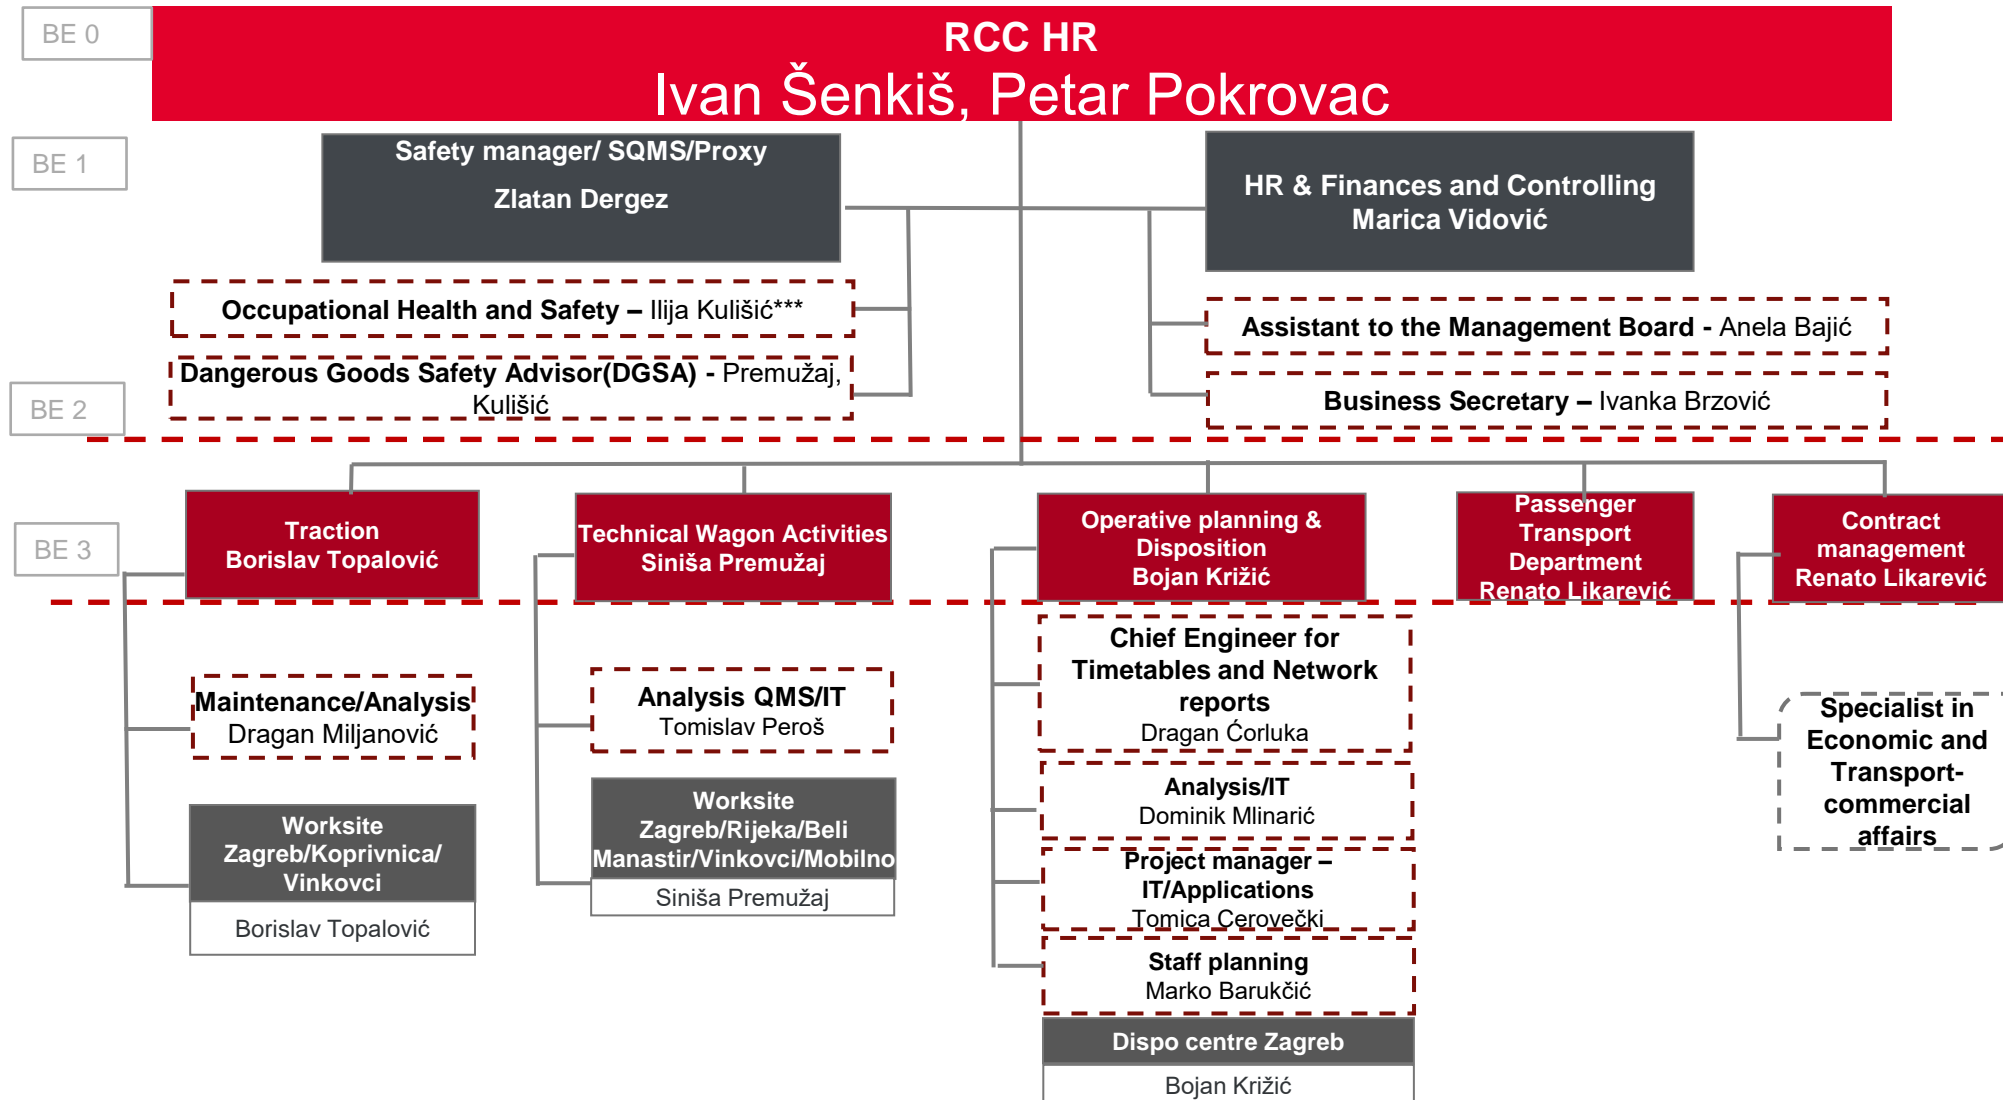 BE 0
RCC HR
Ivan Šenkiš, Petar Pokrovac
BE 1
Safety manager/ SQMS/Proxy
Zlatan Dergez
HR & Finances and Controlling
Marica Vidović
Occupational Health and Safety – Ilija Kulišić***
Dangerous Goods Safety Advisor(DGSA) - Premužaj,
Kulišić
Assistant to the Management Board - Anela Bajić
Business Secretary – Ivanka Brzović
BE 2
BE 3
Traction
Borislav Topalović
Technical Wagon Activities
Siniša Premužaj
Operative planning &
Disposition
Bojan Križić
Passenger
Transport
Department
Renato Likarević
Contract
management
Renato Likarević
Maintenance/Analysis
Dragan Miljanović
Worksite
Zagreb/Koprivnica/
Vinkovci
Borislav Topalović
Analysis QMS/IT
Tomislav Peroš
Worksite
Zagreb/Rijeka/Beli
Manastir/Vinkovci/Mobilno
Siniša Premužaj
Chief Engineer for
Timetables and Network
reports
Dragan Ćorluka
Analysis/IT
Dominik Mlinarić
Project manager –
IT/Applications
Tomica Cerovečki
Staff planning
Marko Barukčić
Dispo centre Zagreb
Bojan Križić
Specialist in
Economic and
Transport-
commercial
affairs